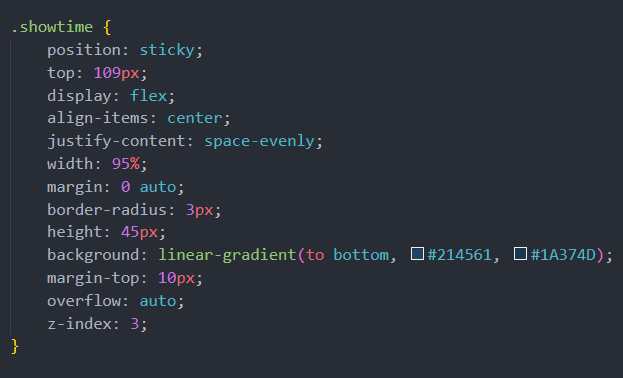 .showtime {
    position: sticky;
    top: 109px;
    display: flex;
    align-items: center;
    justify-content: space-evenly;
    width: 95%;
    margin: 0 auto;
    border-radius: 3px;
    height: 45px;
    background: linear-gradient(to bottom, #214561, #1A374D);
    margin-top: 10px;
    overflow: auto;
    z-index: 3;
}